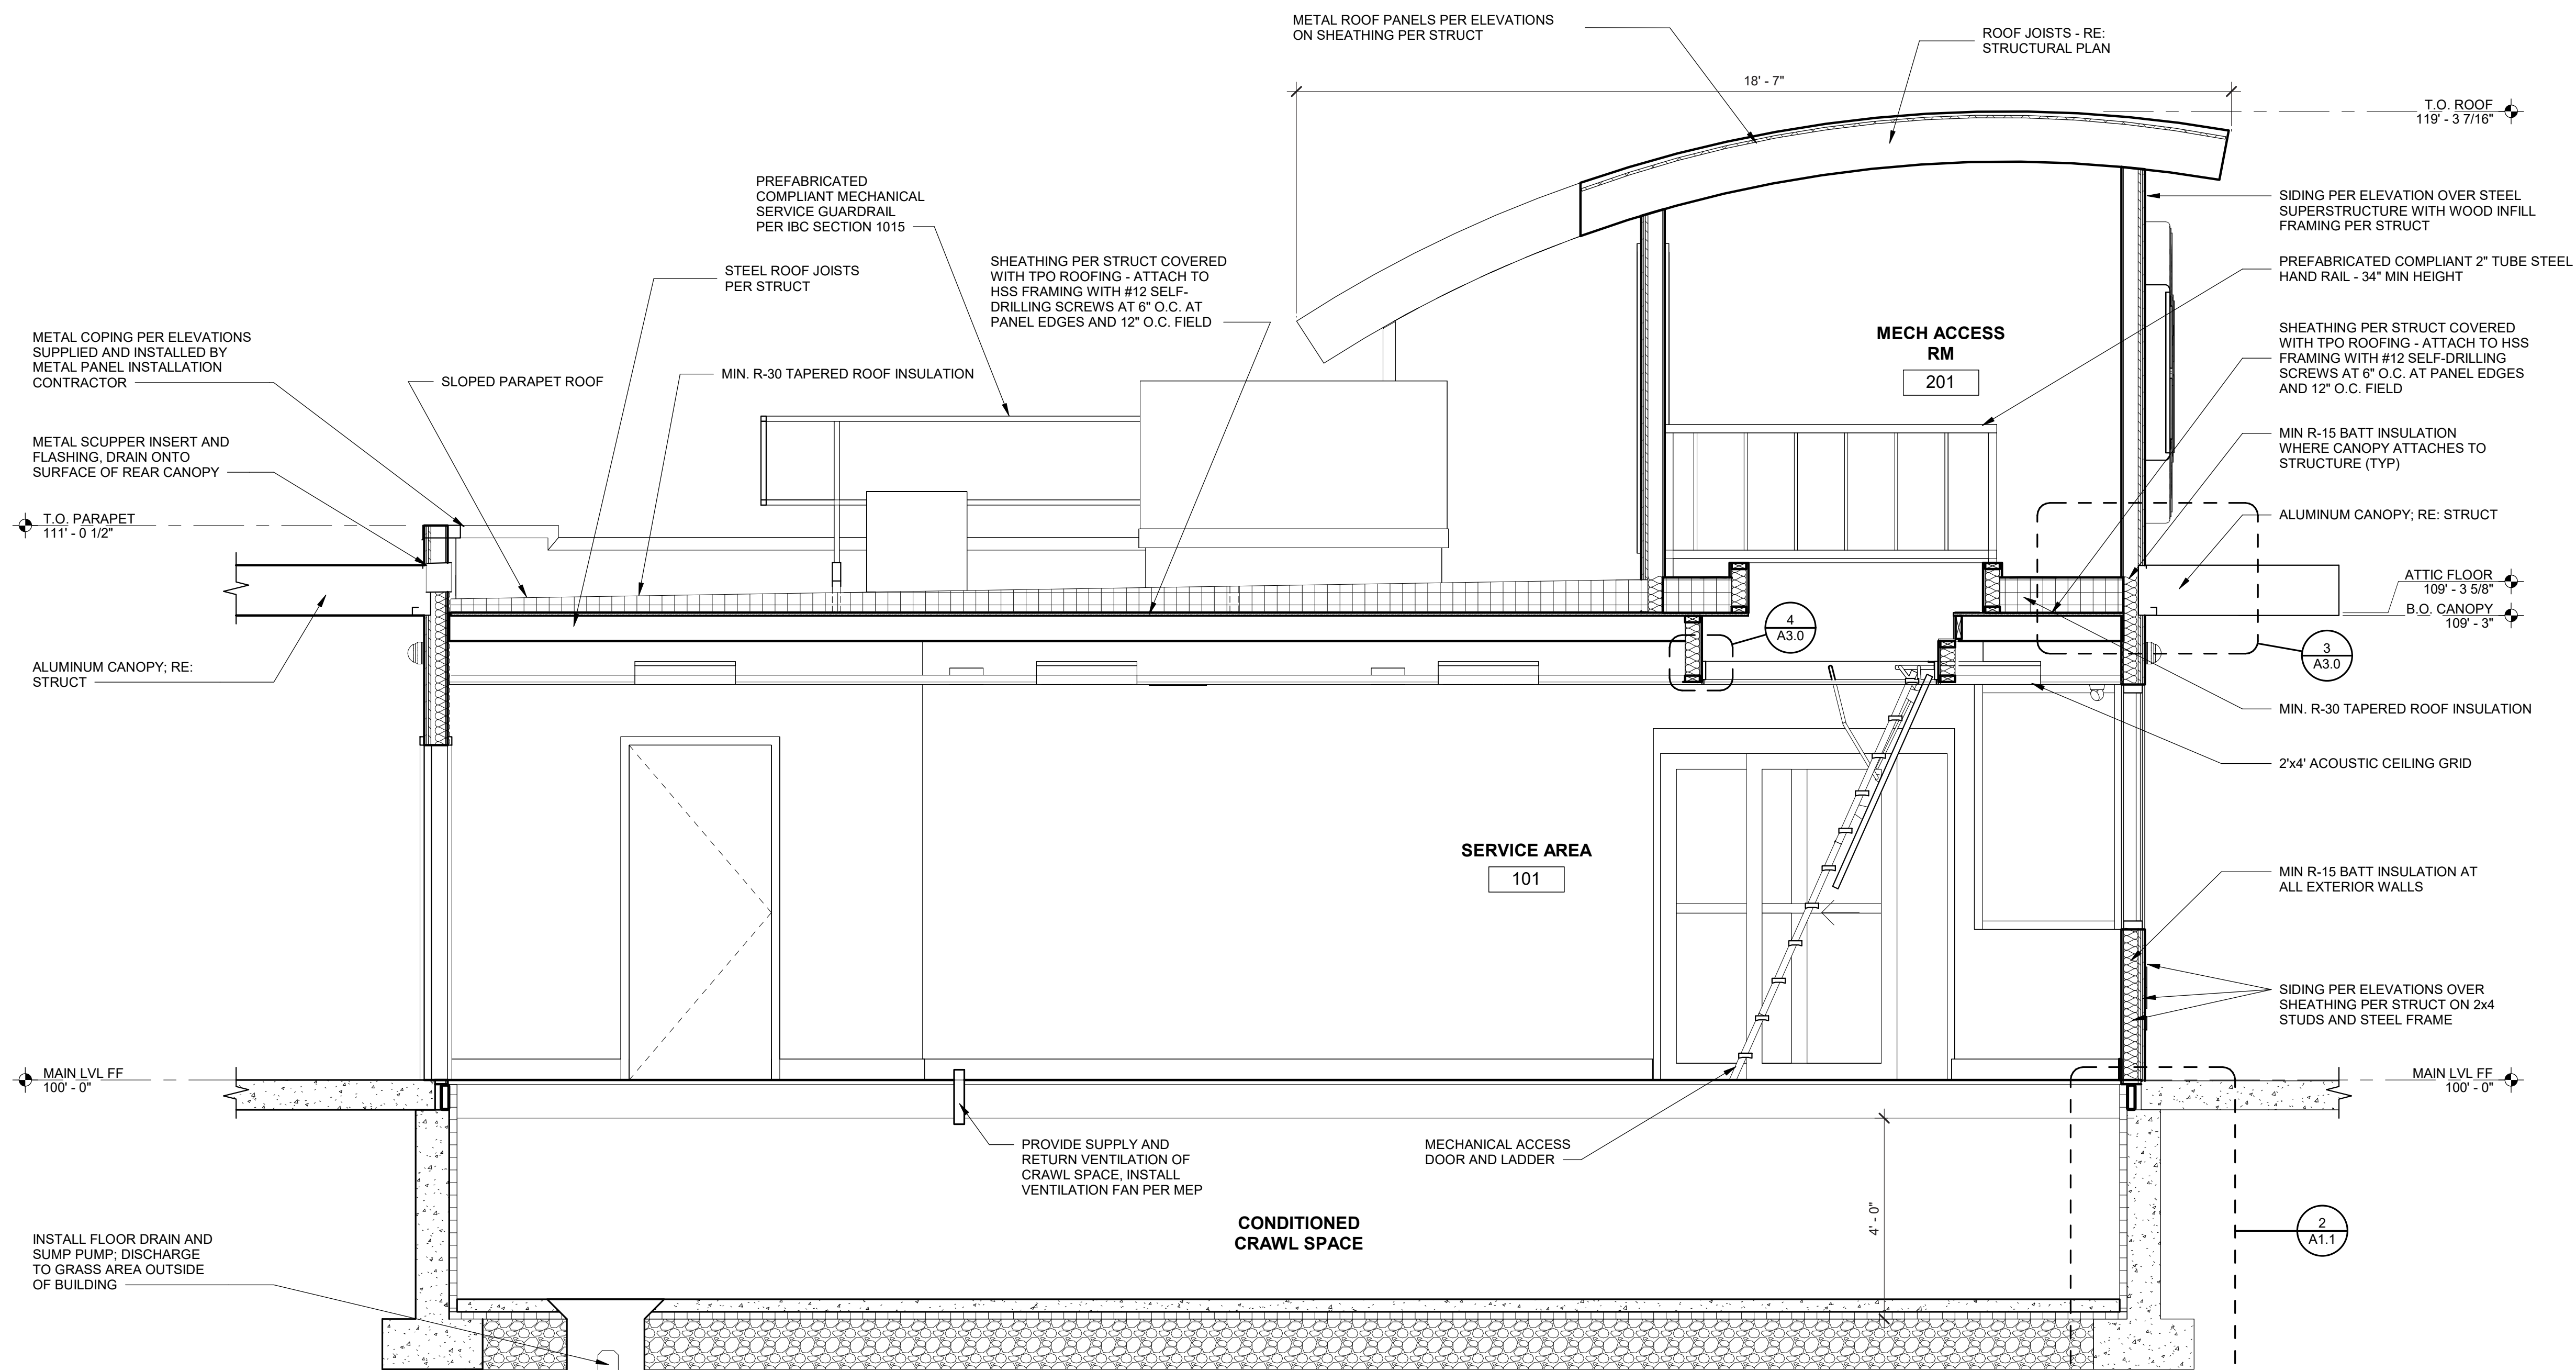 METAL ROOF PANELS PER ELEVATIONS
ON SHEATHING PER STRUCT
ROOF JOISTS - RE:
STRUCTURAL PLAN
18' - 7"
T.O. ROOF
119' - 3 7/16"
PREFABRICATED
COMPLIANT MECHANICAL
SERVICE GUARDRAIL
PER IBC SECTION 1015
SIDING PER ELEVATION OVER STEEL
SUPERSTRUCTURE WITH WOOD INFILL
FRAMING PER STRUCT
STEEL ROOF JOISTS
PER STRUCT
SHEATHING PER STRUCT COVERED
WITH TPO ROOFING - ATTACH TO
HSS FRAMING WITH #12 SELF-
DRILLING SCREWS AT 6" O.C. AT
PANEL EDGES AND 12" O.C. FIELD
PREFABRICATED COMPLIANT 2" TUBE STEEL
HAND RAIL - 34" MIN HEIGHT
METAL COPING PER ELEVATIONS
SUPPLIED AND INSTALLED BY
METAL PANEL INSTALLATION
CONTRACTOR
SLOPED PARAPET ROOF
MIN. R-30 TAPERED ROOF INSULATION
MECH ACCESS
RM
201
SHEATHING PER STRUCT COVERED
WITH TPO ROOFING - ATTACH TO HSS
FRAMING WITH #12 SELF-DRILLING
SCREWS AT 6" O.C. AT PANEL EDGES
AND 12" O.C. FIELD
METAL SCUPPER INSERT AND
FLASHING, DRAIN ONTO
SURFACE OF REAR CANOPY
MIN R-15 BATT INSULATION
WHERE CANOPY ATTACHES TO
STRUCTURE (TYP)
T.O. PARAPET
111' - 0 1/2"
ALUMINUM CANOPY; RE: STRUCT
ATTIC FLOOR
109' - 3 5/8"
B.O. CANOPY
109' - 3"
4
A3.0
3
A3.0
ALUMINUM CANOPY; RE:
STRUCT
MIN. R-30 TAPERED ROOF INSULATION
2'x4' ACOUSTIC CEILING GRID
SERVICE AREA
101
MIN R-15 BATT INSULATION AT
ALL EXTERIOR WALLS
SIDING PER ELEVATIONS OVER
SHEATHING PER STRUCT ON 2x4
STUDS AND STEEL FRAME
MAIN LVL FF
100' - 0"
MAIN LVL FF
100' - 0"
PROVIDE SUPPLY AND
RETURN VENTILATION OF
CRAWL SPACE, INSTALL
VENTILATION FAN PER MEP
MECHANICAL ACCESS
DOOR AND LADDER
CONDITIONED
CRAWL SPACE
4' - 0"
2
A1.1
INSTALL FLOOR DRAIN AND
SUMP PUMP; DISCHARGE
TO GRASS AREA OUTSIDE
OF BUILDING